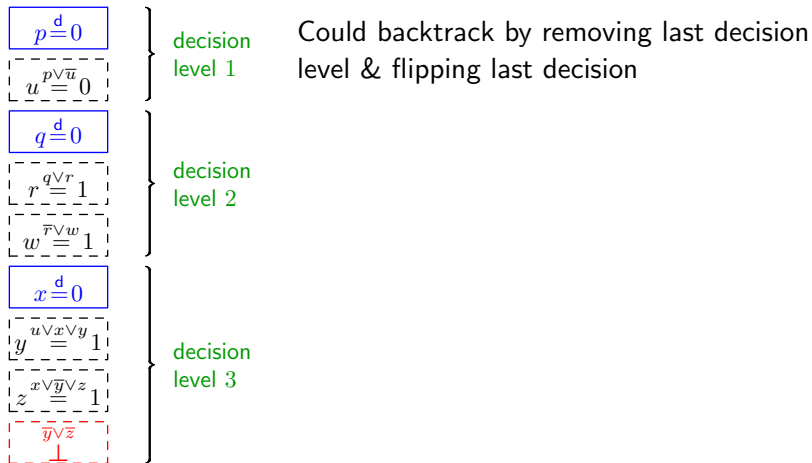 p =ᵈ 0
decision
level 1
Could backtrack by removing last decision
level & flipping last decision
u =^{p∨u̅} 0
q =ᵈ 0
r =^{q∨r} 1
decision
level 2
w =^{r̅∨w} 1
x =ᵈ 0
y =^{u∨x∨y} 1
decision
level 3
z =^{x∨y̅∨z} 1
y̅∨z̅
⊥